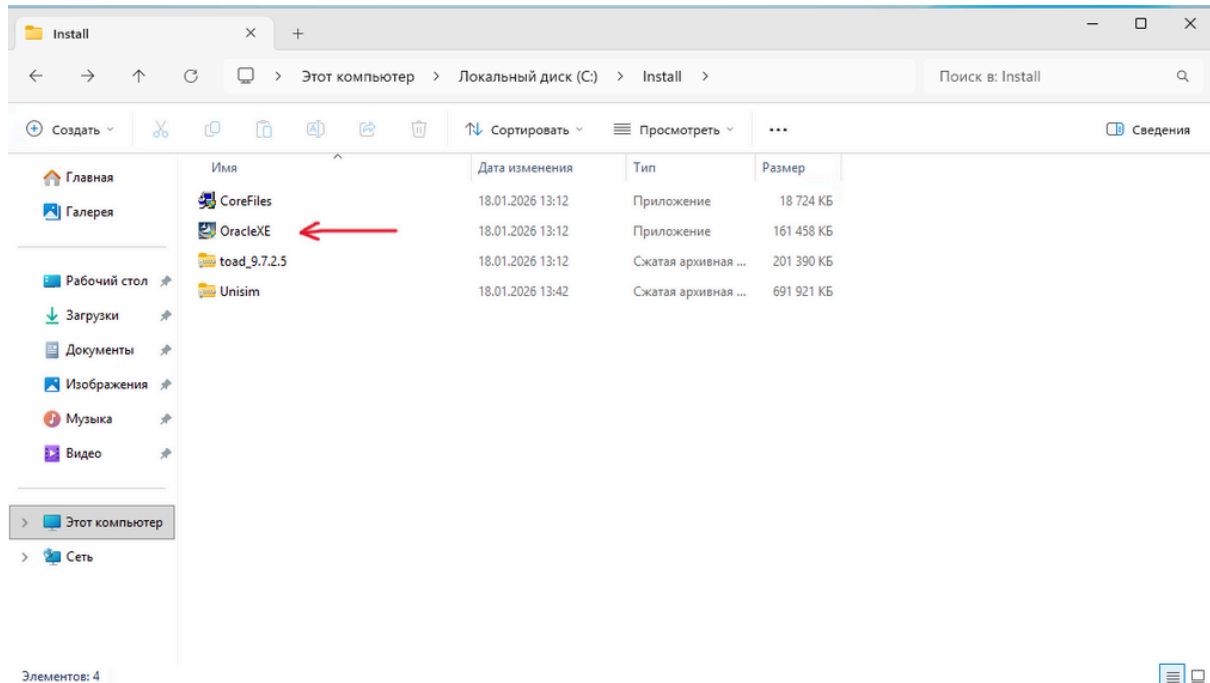 Install
Этот компьютер > Локальный диск (C:) > Install >
Поиск в: Install
Создать
Сортировать
Просмотреть
...
Сведения
Главная
Галерея
Рабочий стол
Загрузки
Документы
Изображения
Музыка
Видео
Этот компьютер
Сеть
Имя Дата изменения Тип Размер
CoreFiles 18.01.2026 13:12 Приложение 18 724 КБ
OracleXE 18.01.2026 13:12 Приложение 161 458 КБ
toad_9.7.2.5 18.01.2026 13:12 Сжатая архивная ... 201 390 КБ
Unisim 18.01.2026 13:42 Сжатая архивная ... 691 921 КБ
Элементов: 4